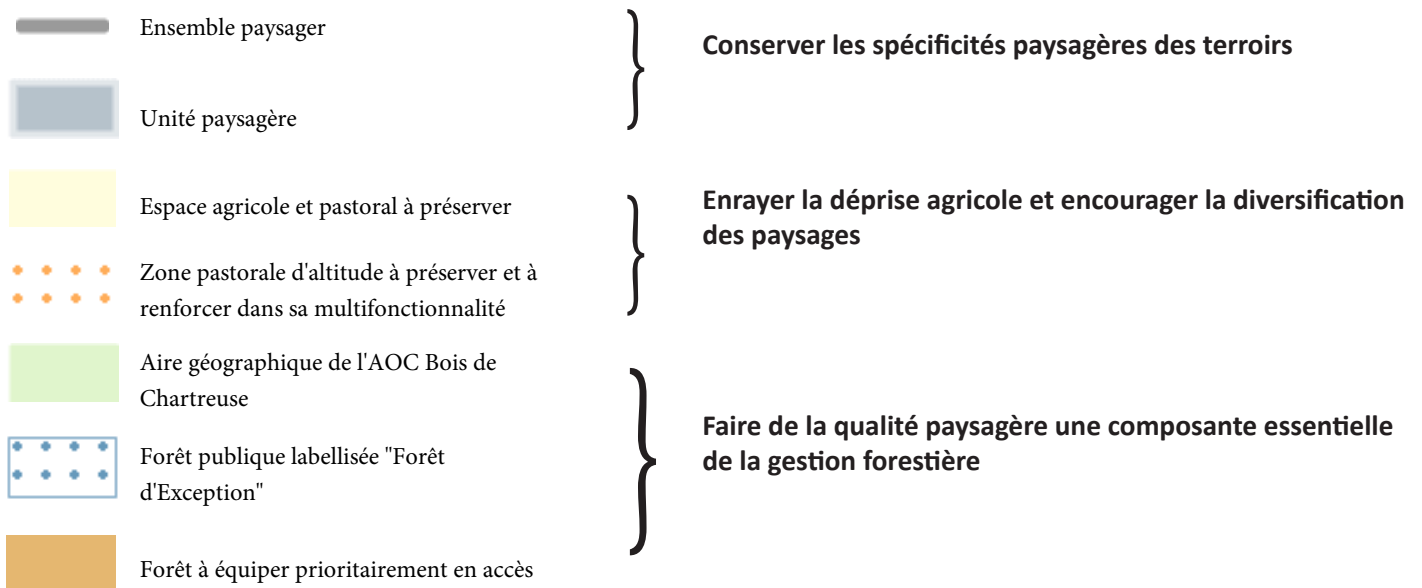 Ensemble paysager
Unité paysagère
Conserver les spécificités paysagères des terroirs
Espace agricole et pastoral à préserver
Zone pastorale d'altitude à préserver et à
renforcer dans sa multifonctionnalité
Enrayer la déprise agricole et encourager la diversification
des paysages
Aire géographique de l'AOC Bois de
Chartreuse
Forêt publique labellisée "Forêt
d'Exception"
Forêt à équiper prioritairement en accès
Faire de la qualité paysagère une composante essentielle
de la gestion forestière